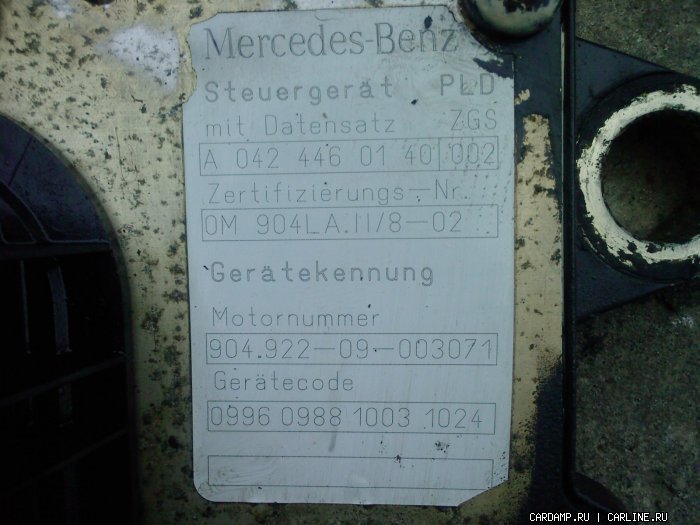 Mercedes-Benz
Steuergerät PLD
mit Datensatz ZGS
A 042 446 01 40 002
Zertifizierungs-Nr.
OM 904LA.II/8-02
Gerätekennung
Motornummer
904.922-09-003071
Gerätecode
0996 0988 1003 1024
CARDAMP.RU | CARLINE.RU